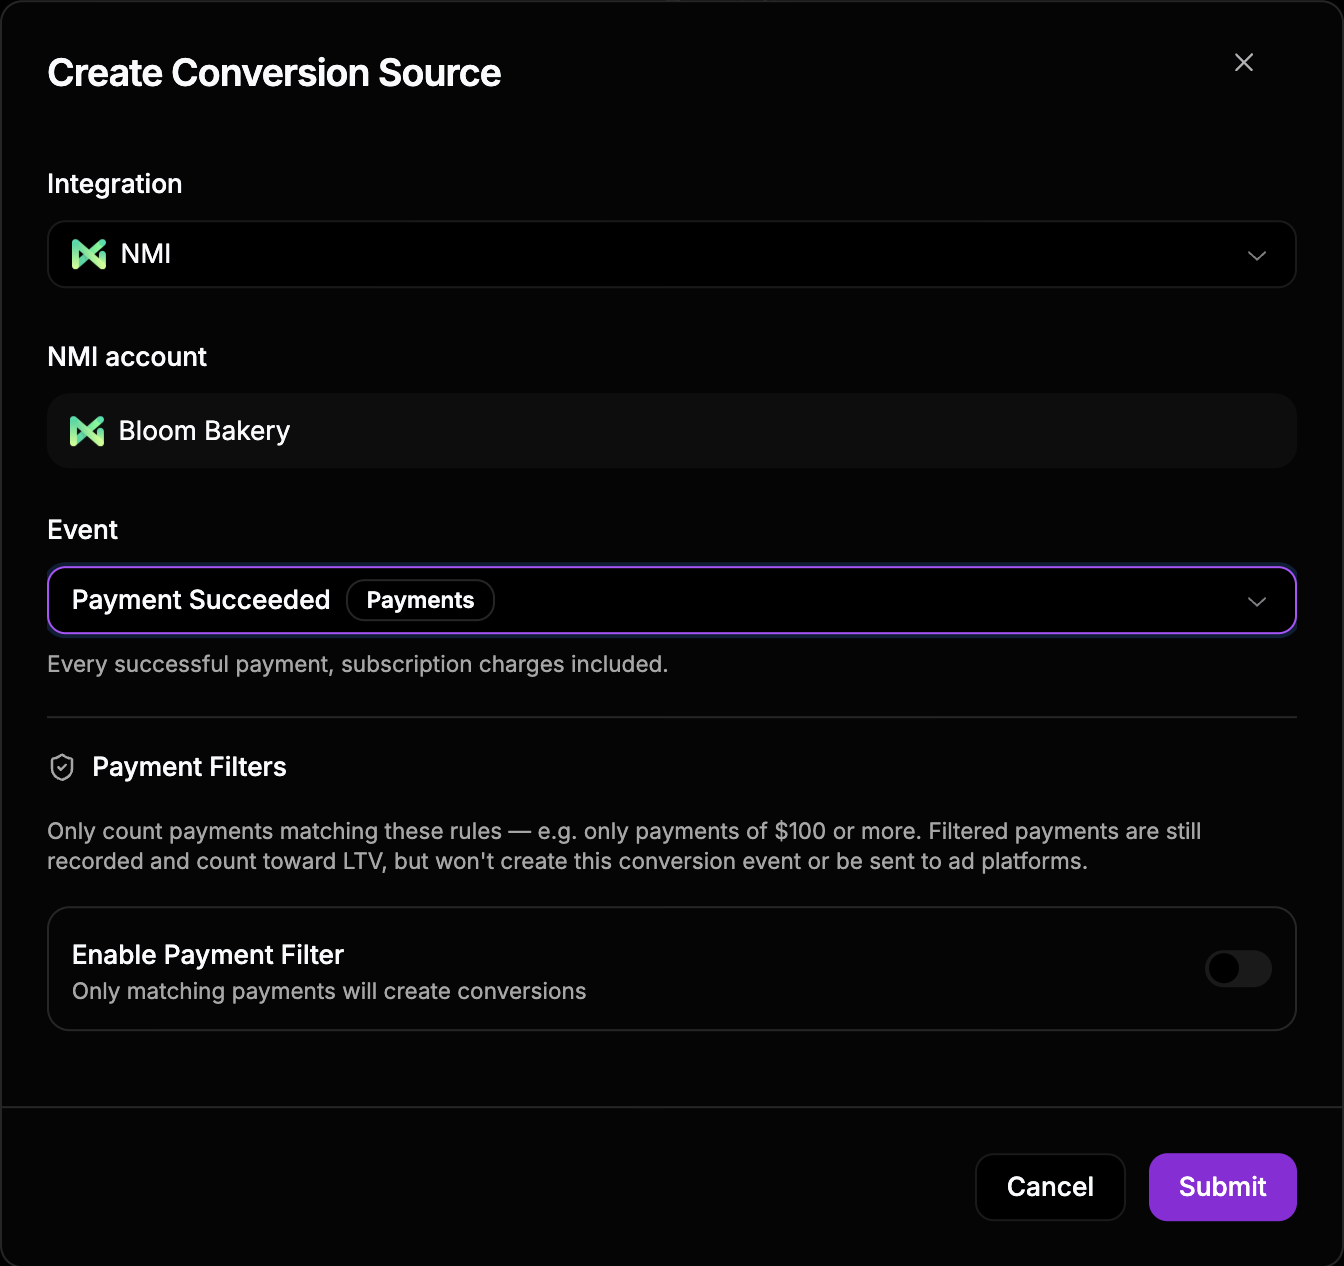 Create Conversion Source
Integration
NMI
NMI account
Bloom Bakery
Event
Payment Succeeded Payments
Every successful payment, subscription charges included.
Payment Filters
Only count payments matching these rules — e.g. only payments of $100 or more. Filtered payments are still
recorded and count toward LTV, but won't create this conversion event or be sent to ad platforms.
Enable Payment Filter
Only matching payments will create conversions
Cancel Submit